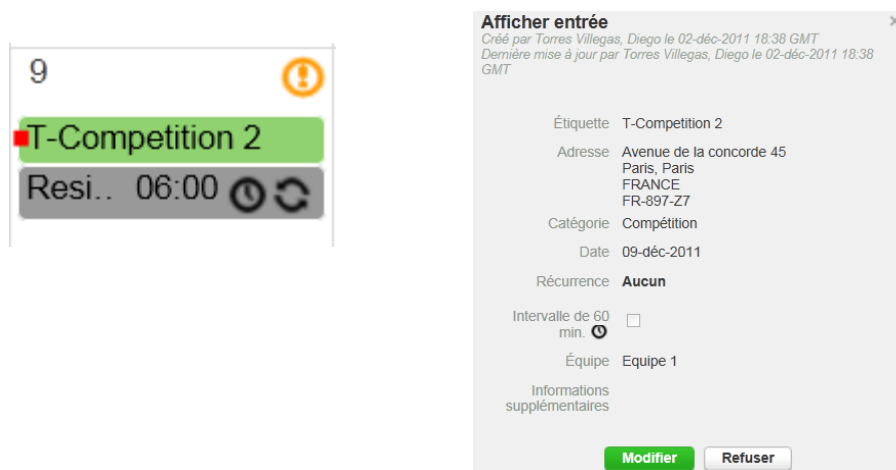 9
T-Competition 2
Resi.. 06:00
Afficher entrée
Créé par Torres Villegas, Diego le 02-déc-2011 18:38 GMT
Dernière mise à jour par Torres Villegas, Diego le 02-déc-2011 18:38
GMT
Étiquette T-Competition 2
Adresse Avenue de la concorde 45
Paris, Paris
FRANCE
FR-897-Z7
Catégorie Compétition
Date 09-déc-2011
Récurrence Aucun
Intervalle de 60
min.
Équipe Equipe 1
Informations
supplémentaires
Modifier Refuser